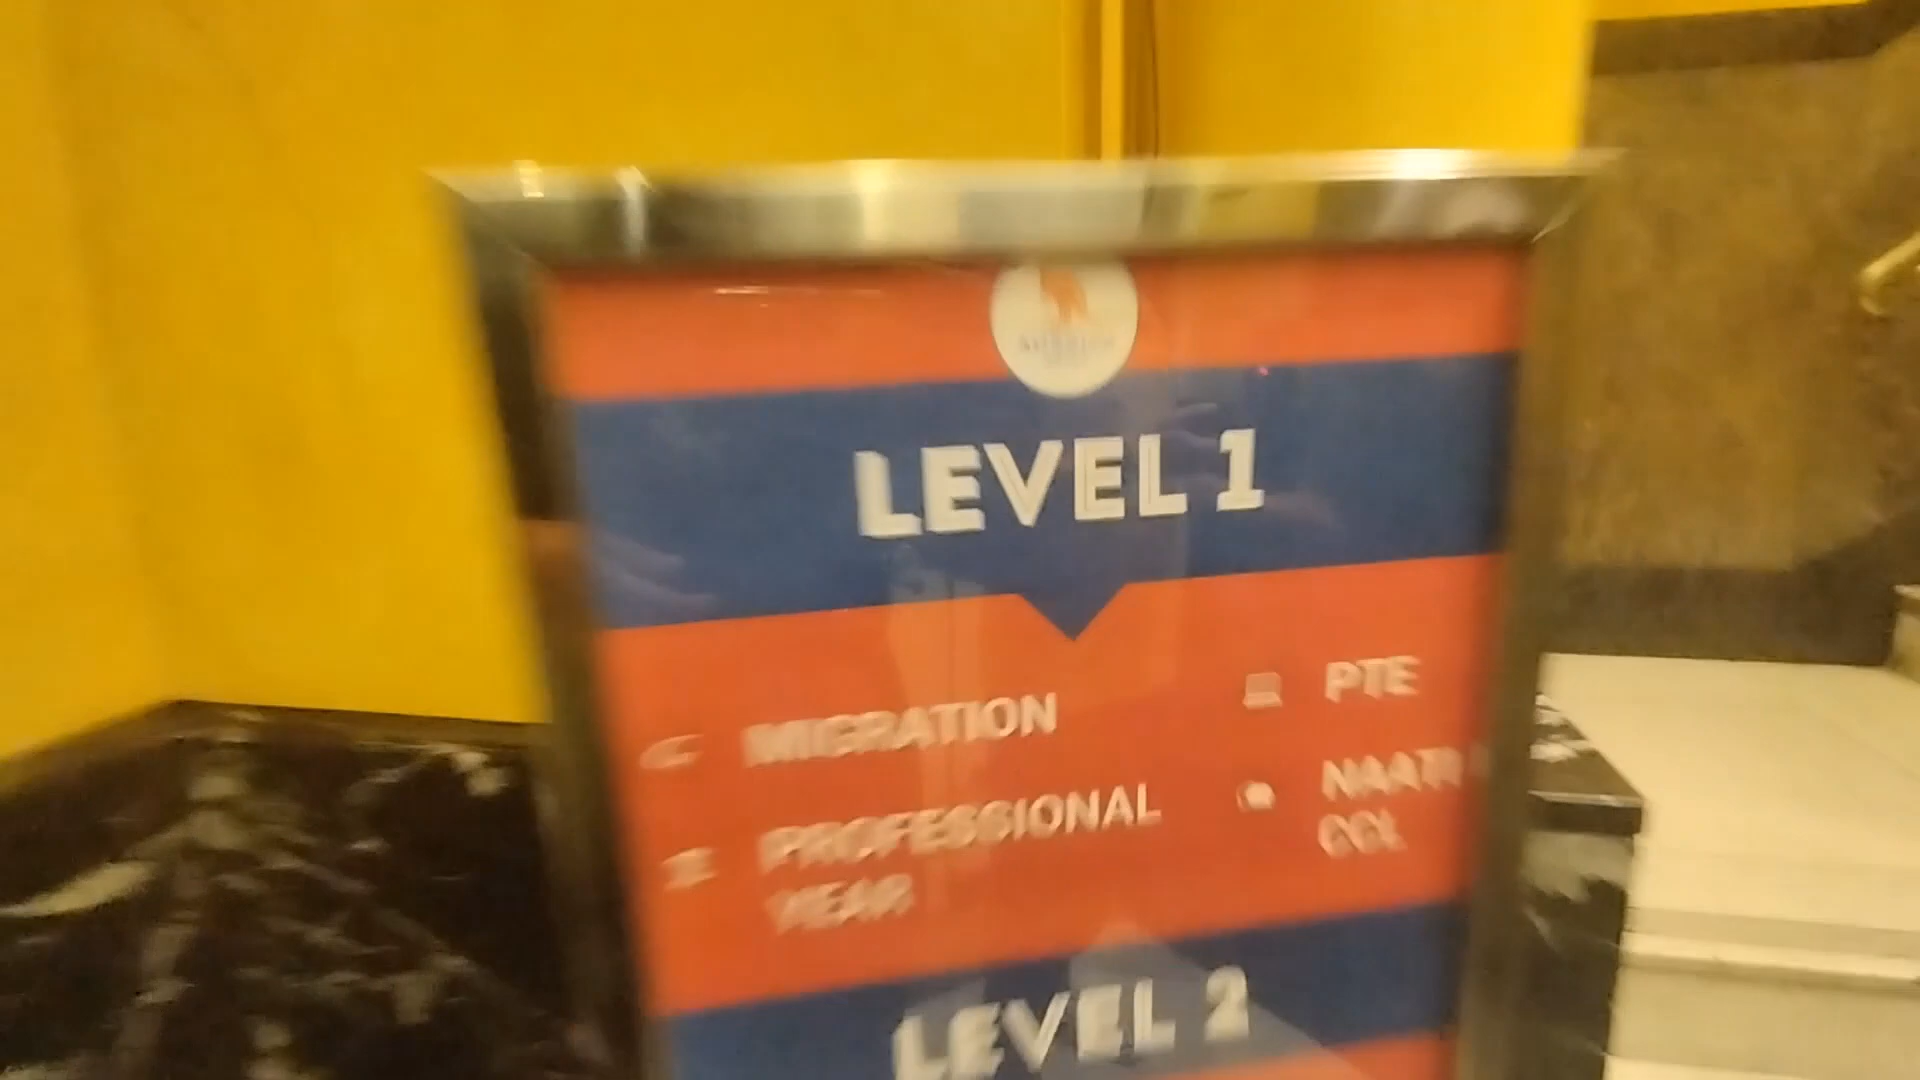 LEVEL 1
MIGRATION
PTE
PROFESSIONAL
YEAR
NAATI
CCL
LEVEL 2